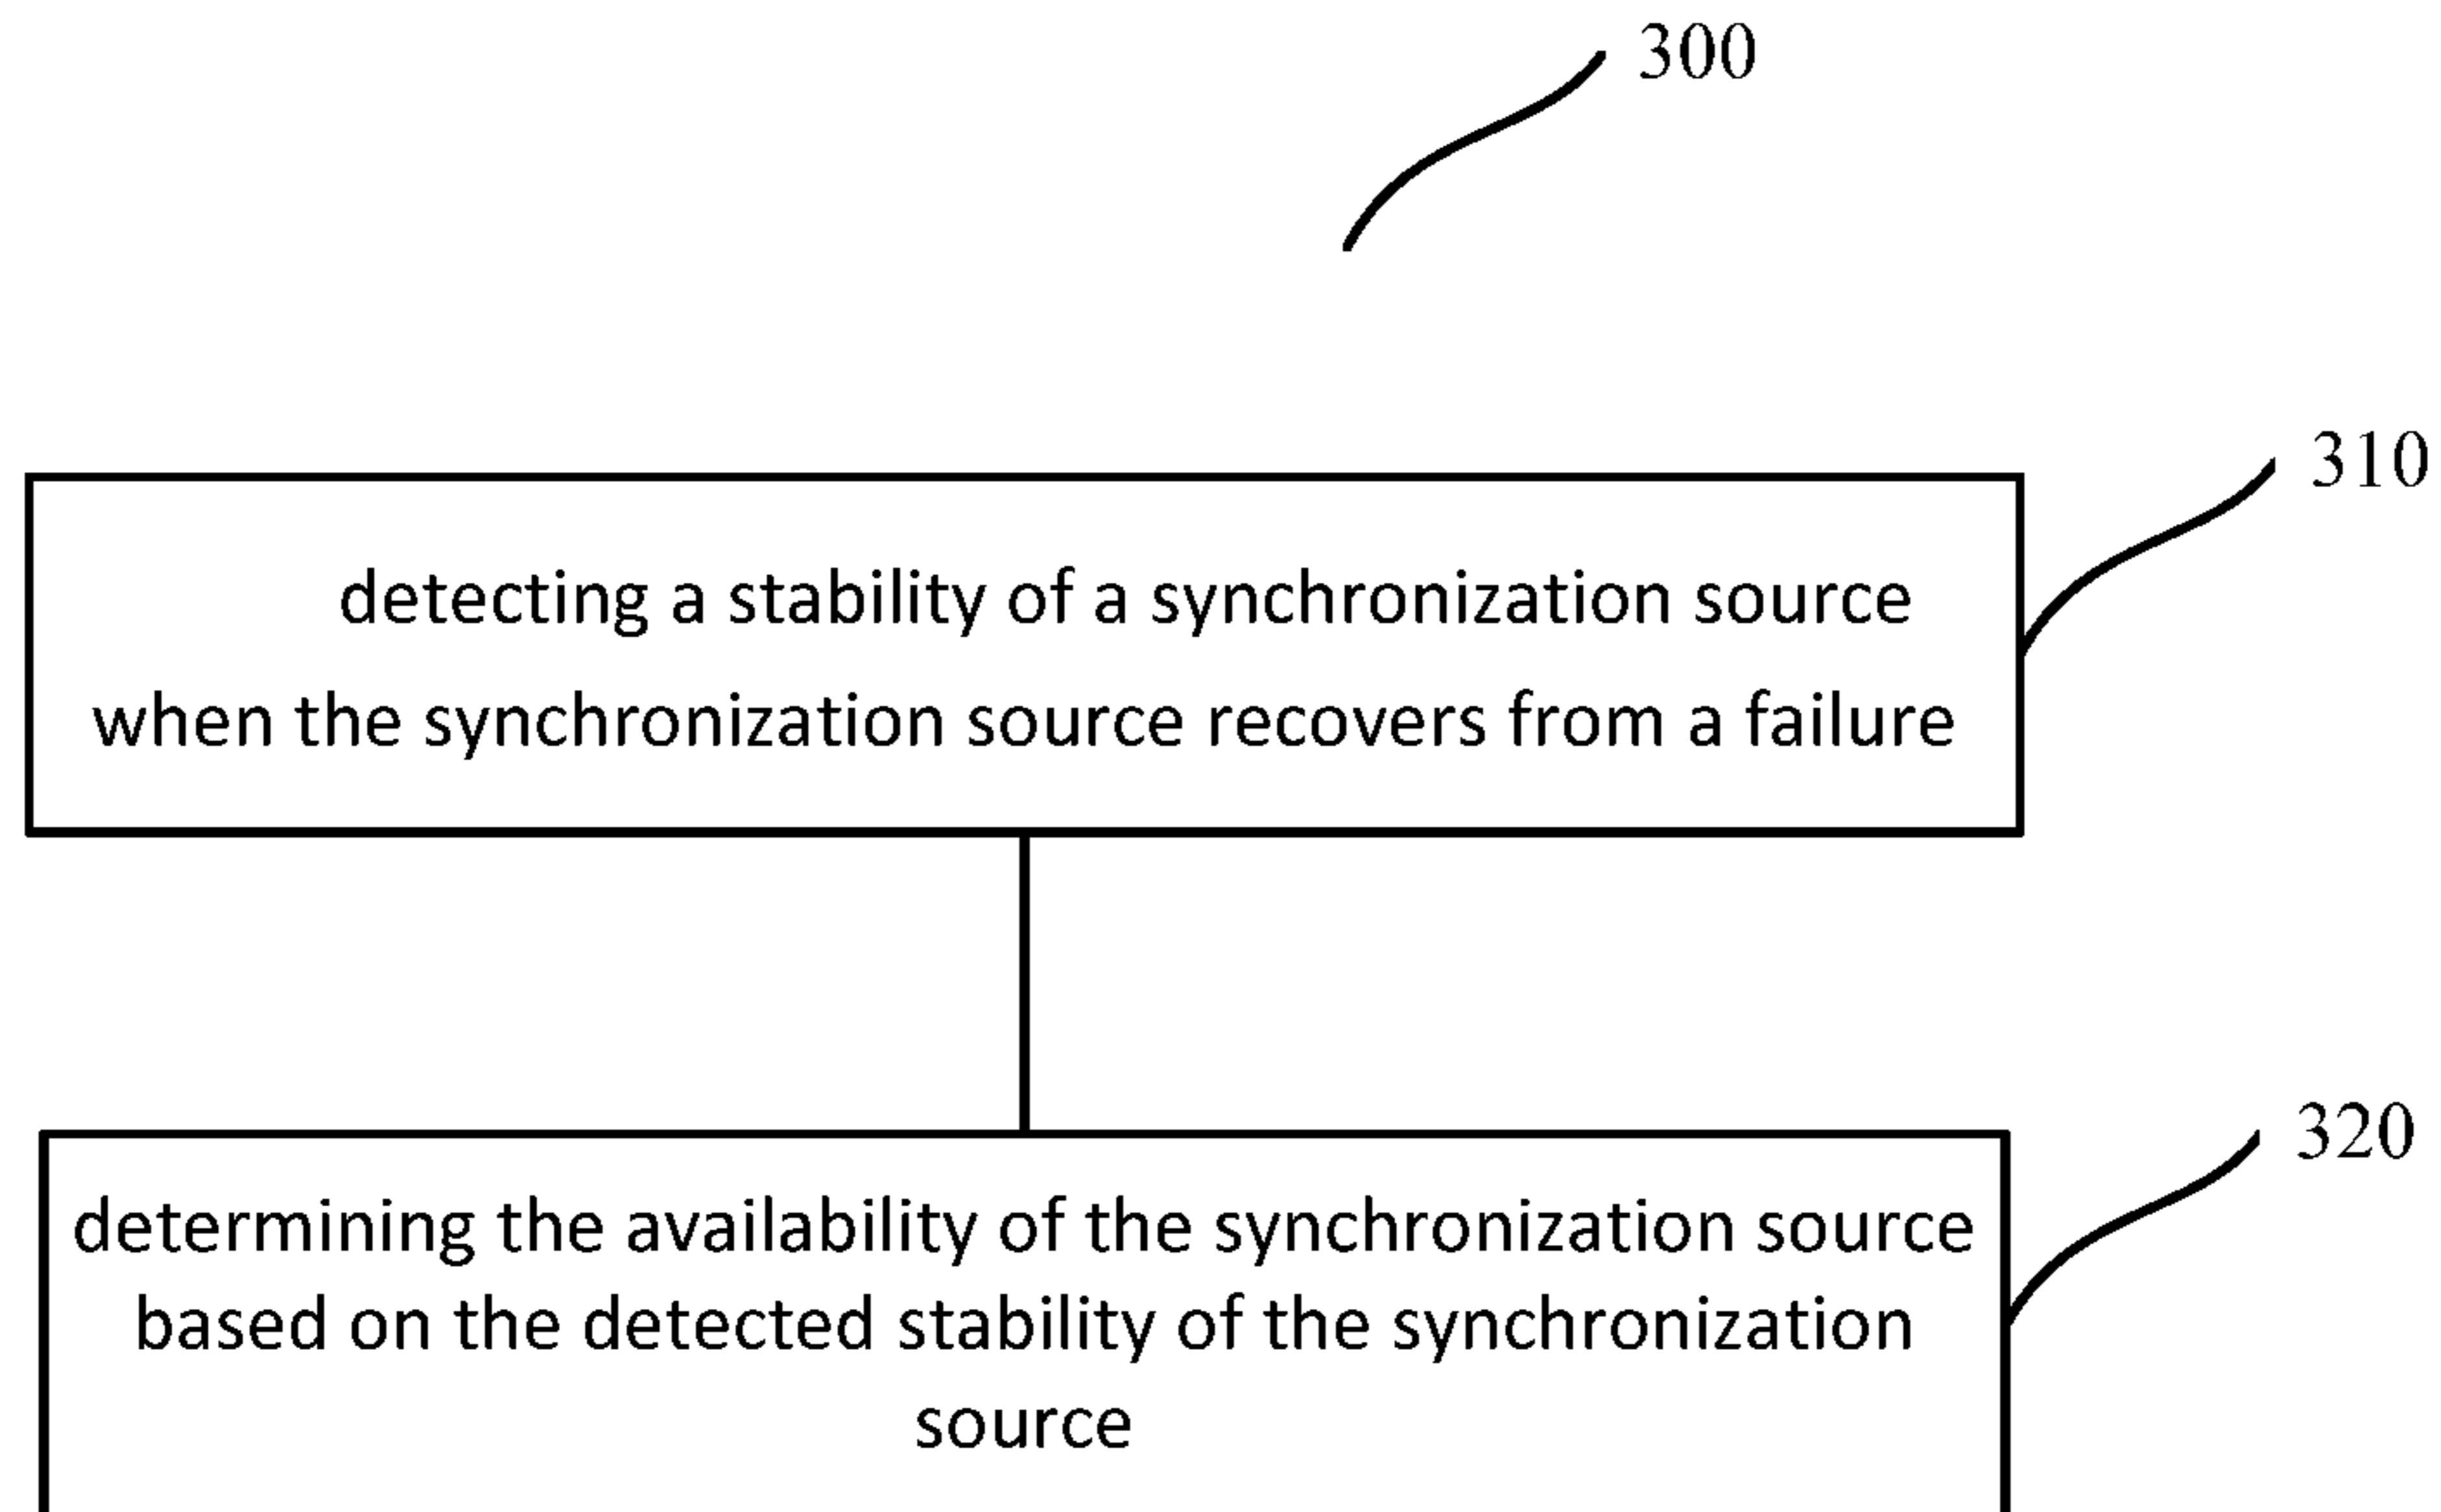 300
310
detecting a stability of a synchronization source
when the synchronization source recovers from a failure
320
determining the availability of the synchronization source
based on the detected stability of the synchronization
source